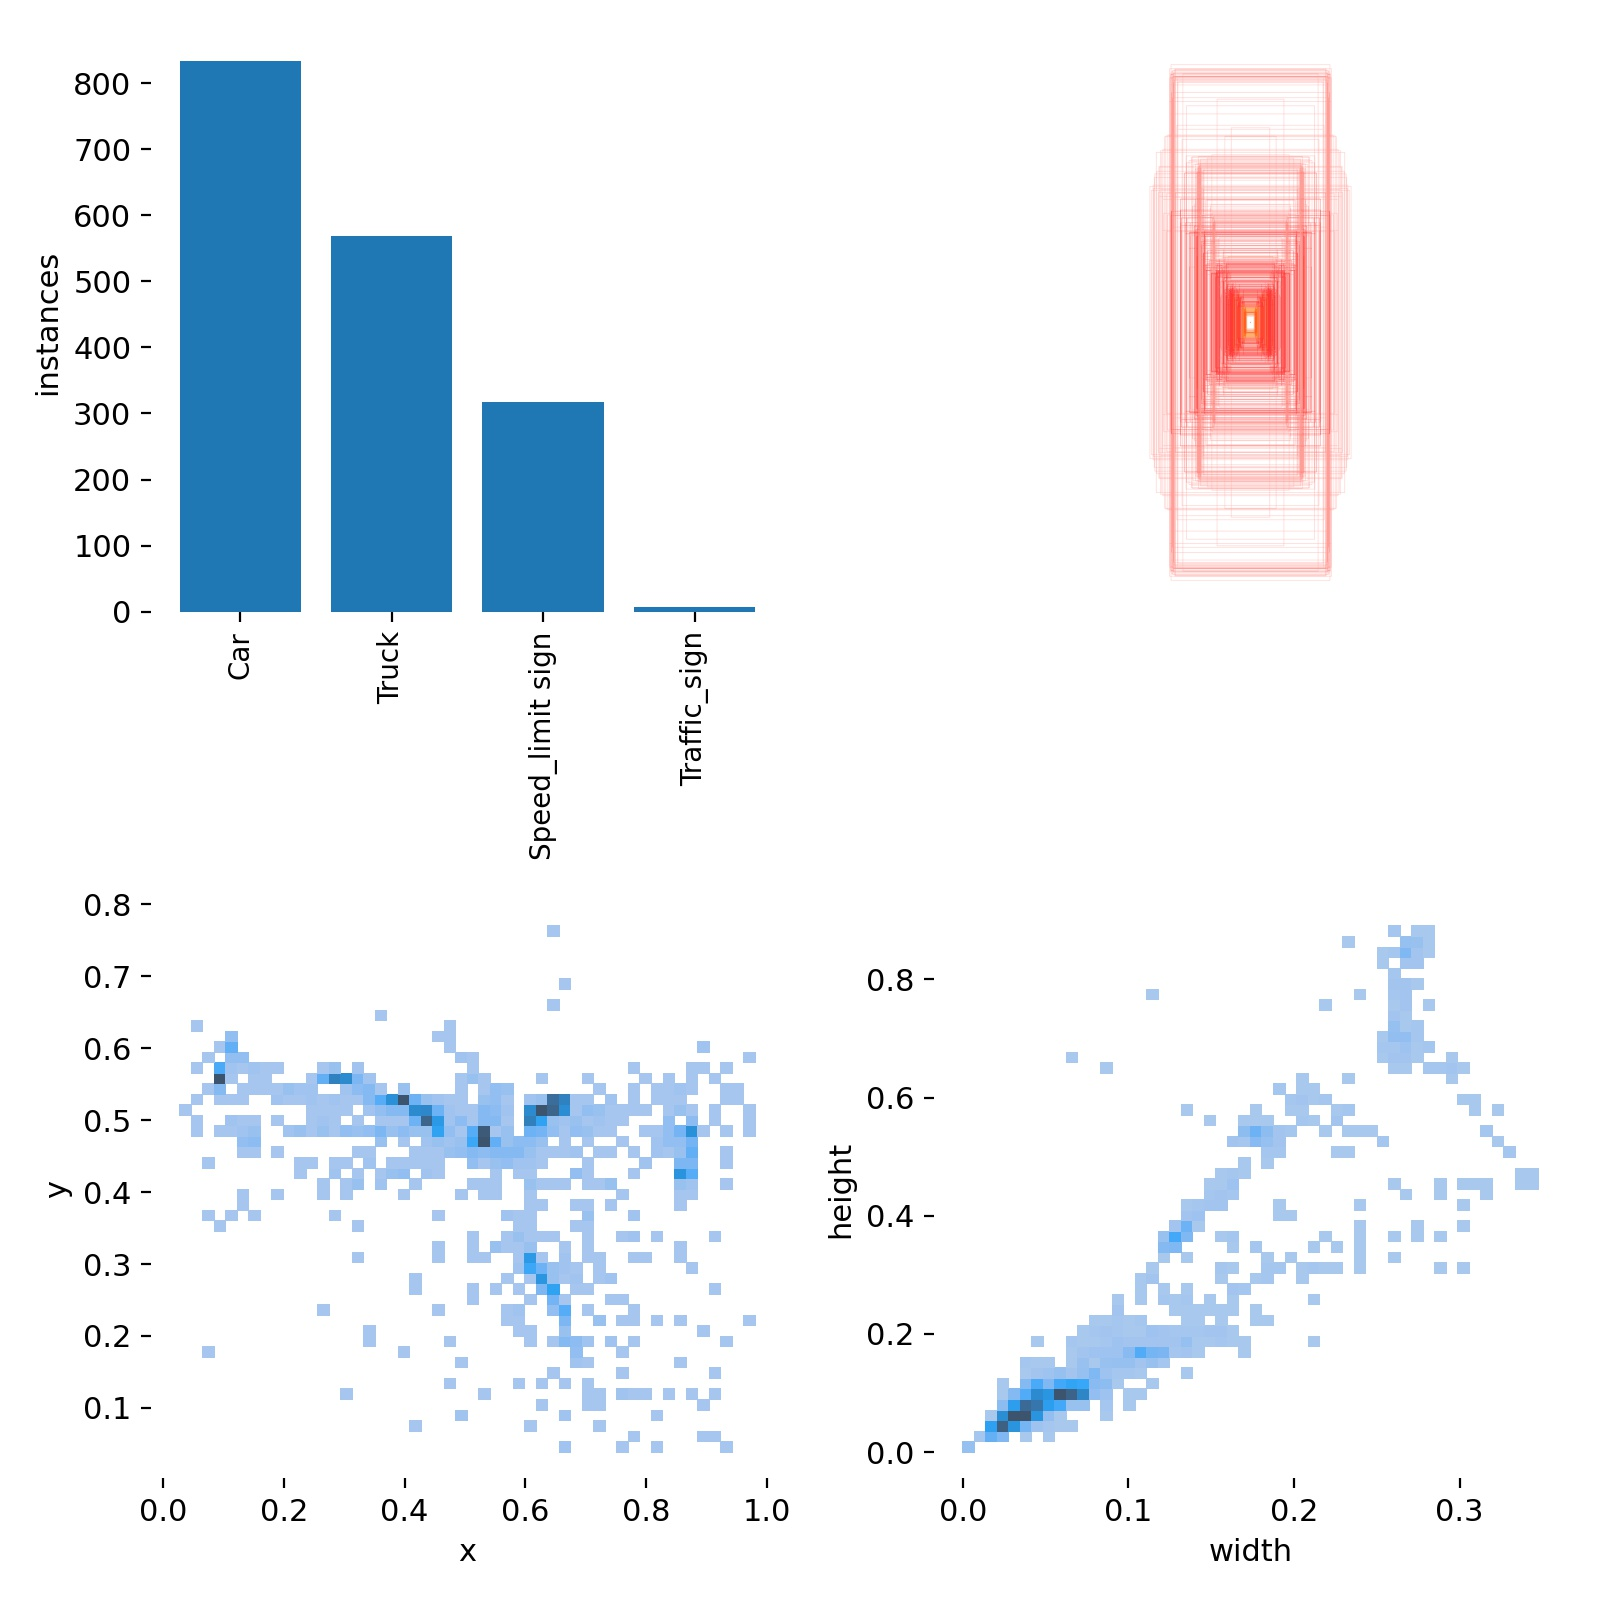 800
700
600
500
400
300
200
100
0
instances
Car
Truck
Speed_limit sign
Traffic_sign
0.8
0.7
0.6
0.5
0.4
0.3
0.2
0.1
y
0.0 0.2 0.4 0.6 0.8 1.0
x
0.8
0.6
0.4
0.2
0.0
height
0.0 0.1 0.2 0.3
width